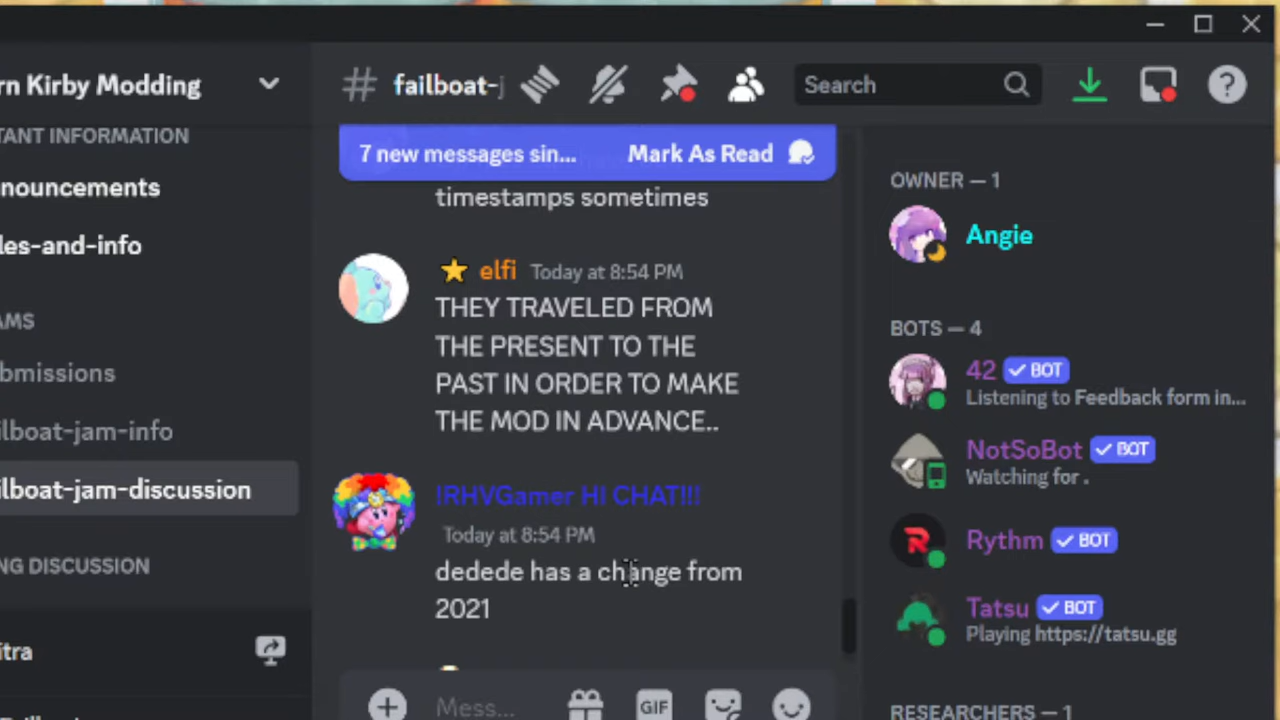 rn Kirby Modding
TANT INFORMATION
nouncements
les-and-info
AMS
bmissions
ilboat-jam-info
ilboat-jam-discussion
NG DISCUSSION
itra
# failboat-j
Search
7 new messages sin...
Mark As Read
timestamps sometimes
elfi Today at 8:54 PM
THEY TRAVELED FROM
THE PRESENT TO THE
PAST IN ORDER TO MAKE
THE MOD IN ADVANCE..
!RHVGamer HI CHAT!!!
Today at 8:54 PM
dedede has a change from
2021
Mess...
GIF
OWNER — 1
Angie
BOTS — 4
42 BOT
Listening to Feedback form in...
NotSoBot BOT
Watching for .
Rythm BOT
Tatsu BOT
Playing https://tatsu.gg
RESEARCHERS — 1